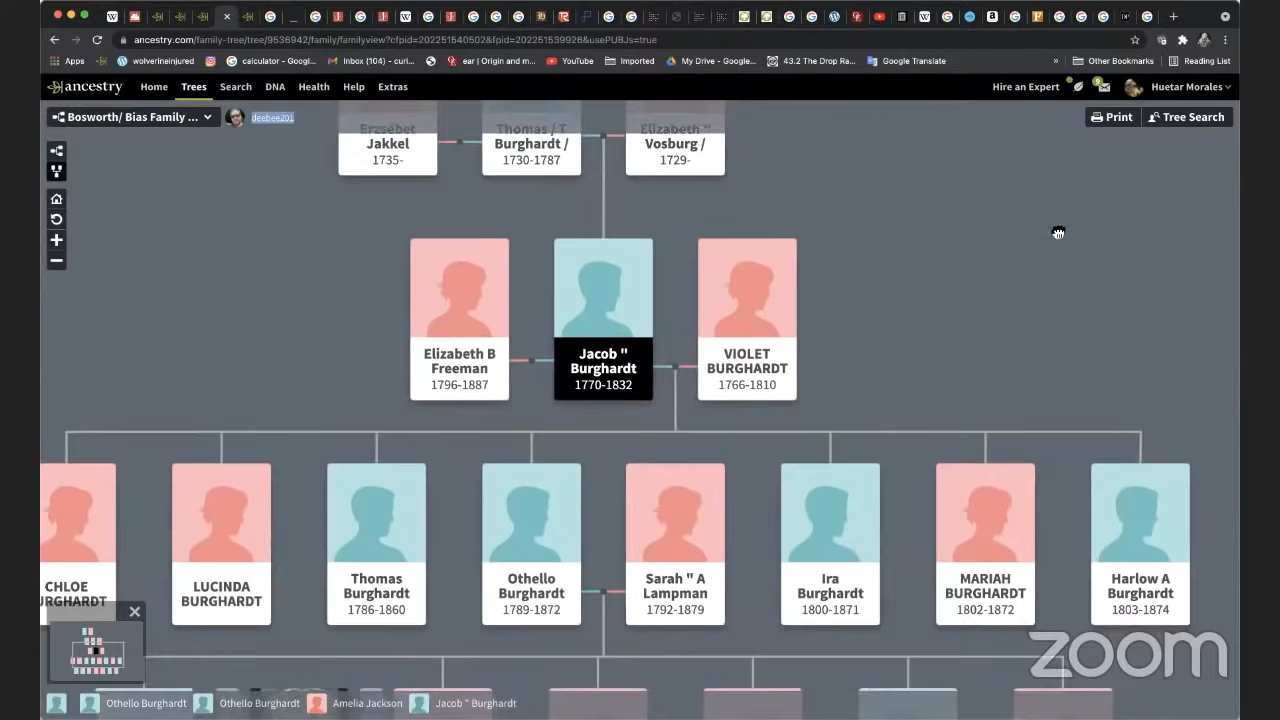 ancestry.com/family-tree/tree/9536942/family/familyview?cfpid=202251540502&fpid=202251539926&usePUBJs=true
Apps
wolverineinjured
calculator - Googl...
Inbox (104) - curi...
ear | Origin and m...
YouTube
Imported
My Drive - Google...
43.2 The Drop Ra...
Google Translate
»
Other Bookmarks
Reading List
ancestry
Home
Trees
Search
DNA
Health
Help
Extras
Hire an Expert
9
Huetar Morales
Bosworth/ Bias Family ...
deebee201
Print
Tree Search
Erzsébet
Jakkel
1735-
Thomas / T
Burghardt /
1730-1787
Elizabeth "
Vosburg /
1729-
Elizabeth B
Freeman
1796-1887
Jacob "
Burghardt
1770-1832
VIOLET
BURGHARDT
1766-1810
CHLOE
URGHARDT
LUCINDA
BURGHARDT
Thomas
Burghardt
1786-1860
Othello
Burghardt
1789-1872
Sarah " A
Lampman
1792-1879
Ira
Burghardt
1800-1871
MARIAH
BURGHARDT
1802-1872
Harlow A
Burghardt
1803-1874
Othello Burghardt
Othello Burghardt
Amelia Jackson
Jacob " Burghardt
zoom